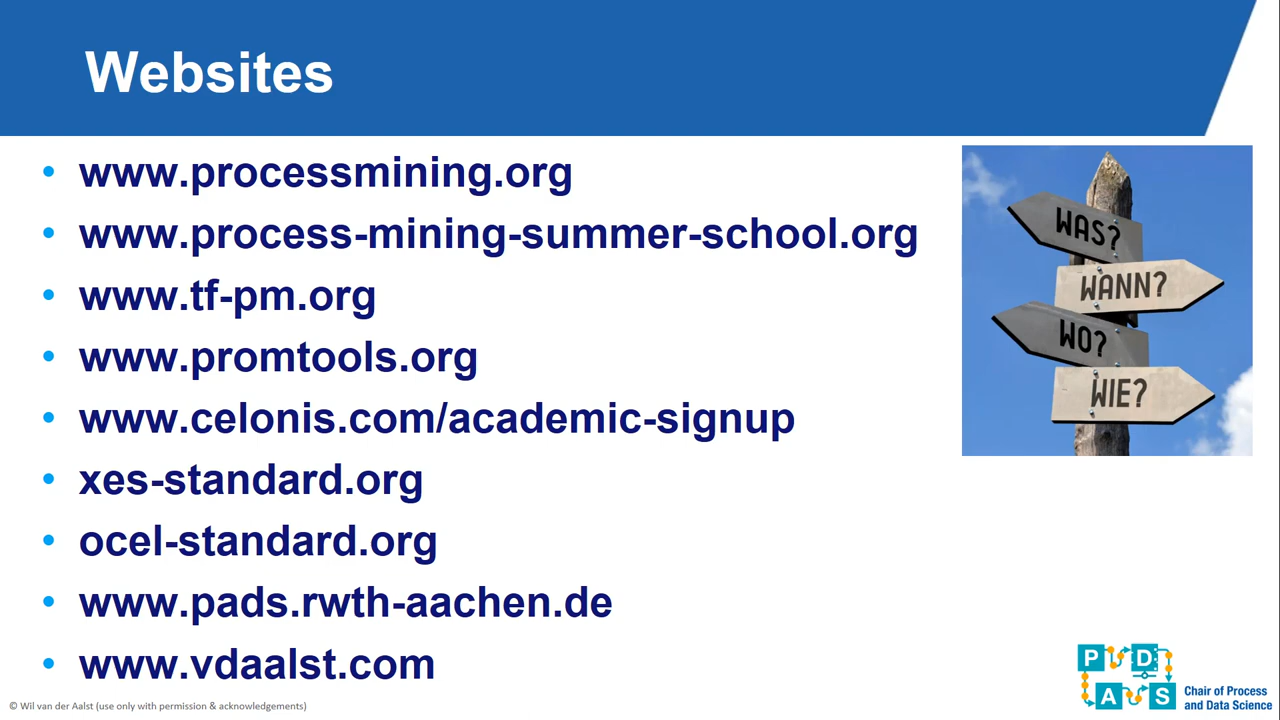 Websites
• www.processmining.org
• www.process-mining-summer-school.org
• www.tf-pm.org
• www.promtools.org
• www.celonis.com/academic-signup
• xes-standard.org
• ocel-standard.org
• www.pads.rwth-aachen.de
• www.vdaalst.com
WAS?
WANN?
WO?
WIE?
© Wil van der Aalst (use only with permission & acknowledgements)
P D
A S
Chair of Process
and Data Science